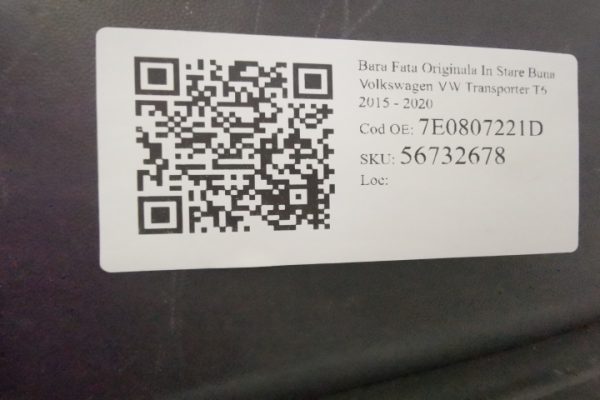 Bara Fata Originala In Stare Buna
Volkswagen VW Transporter T6
2015 - 2020
Cod OE: 7E0807221D
SKU: 56732678
Loc: